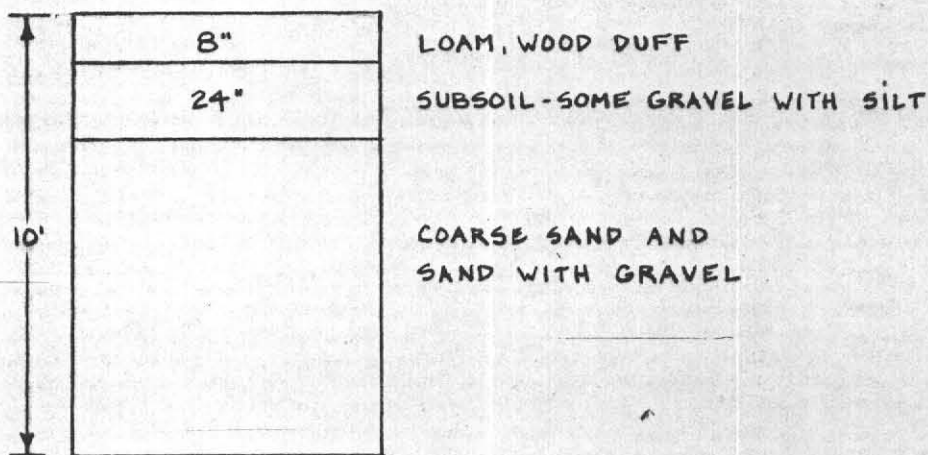 8" LOAM, WOOD DUFF
24" SUBSOIL-SOME GRAVEL WITH SILT
10' COARSE SAND AND
SAND WITH GRAVEL